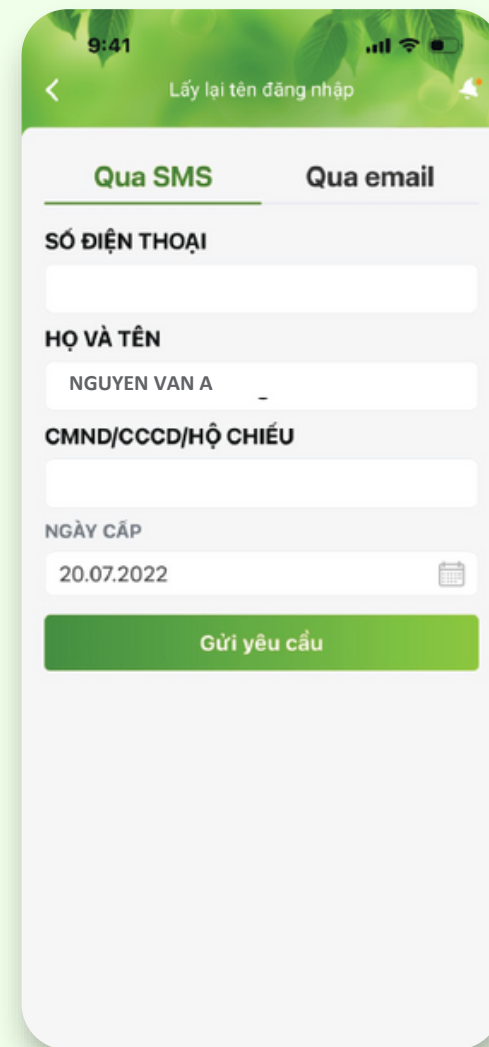 9:41
Lấy lại tên đăng nhập
Qua SMS Qua email
SỐ ĐIỆN THOẠI
HỌ VÀ TÊN
NGUYEN VAN A
CMND/CCCD/HỘ CHIẾU
NGÀY CẤP
20.07.2022
Gửi yêu cầu